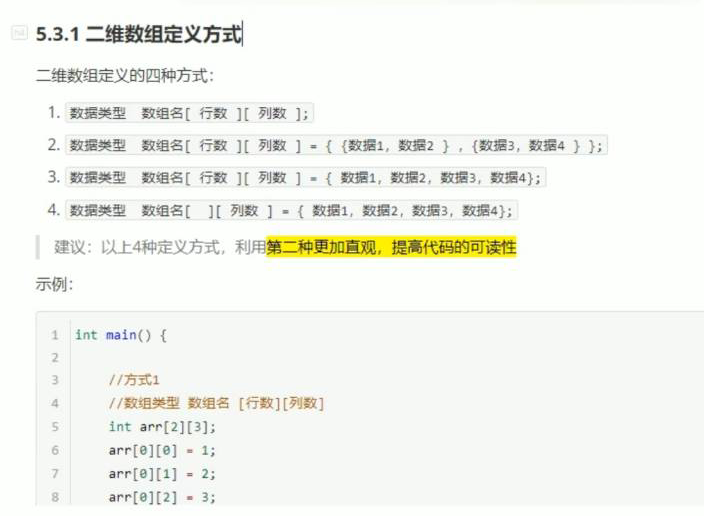 5.3.1 二维数组定义方式
二维数组定义的四种方式：
1. 数据类型 数组名[ 行数 ][ 列数 ];
2. 数据类型 数组名[ 行数 ][ 列数 ] = { {数据1，数据2 } ，{数据3，数据4 } };
3. 数据类型 数组名[ 行数 ][ 列数 ] = { 数据1，数据2，数据3，数据4};
4. 数据类型 数组名[ ][ 列数 ] = { 数据1，数据2，数据3，数据4};
建议：以上4种定义方式，利用第二种更加直观，提高代码的可读性
示例：
1 int main() {
2
3 //方式1
4 //数组类型 数组名 [行数][列数]
5 int arr[2][3];
6 arr[0][0] = 1;
7 arr[0][1] = 2;
8 arr[0][2] = 3;